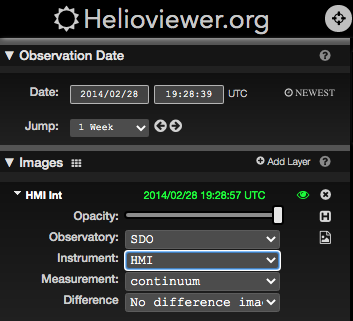 Helioviewer.org
Observation Date
Date: 2014/02/28 19:28:39 UTC NEWEST
Jump: 1 Week
Images Add Layer
HMI Int 2014/02/28 19:28:57 UTC
Opacity:
Observatory: SDO
Instrument: HMI
Measurement: continuum
Difference No difference ima